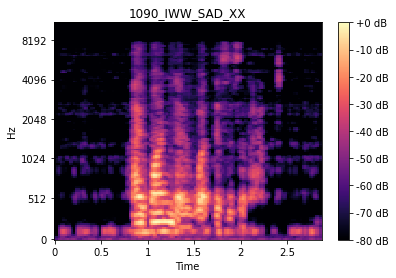 1090_IWW_SAD_XX
8192
4096
2048
1024
512
0
Hz
0
0.5
1
1.5
2
2.5
Time
+0 dB
-10 dB
-20 dB
-30 dB
-40 dB
-50 dB
-60 dB
-70 dB
-80 dB